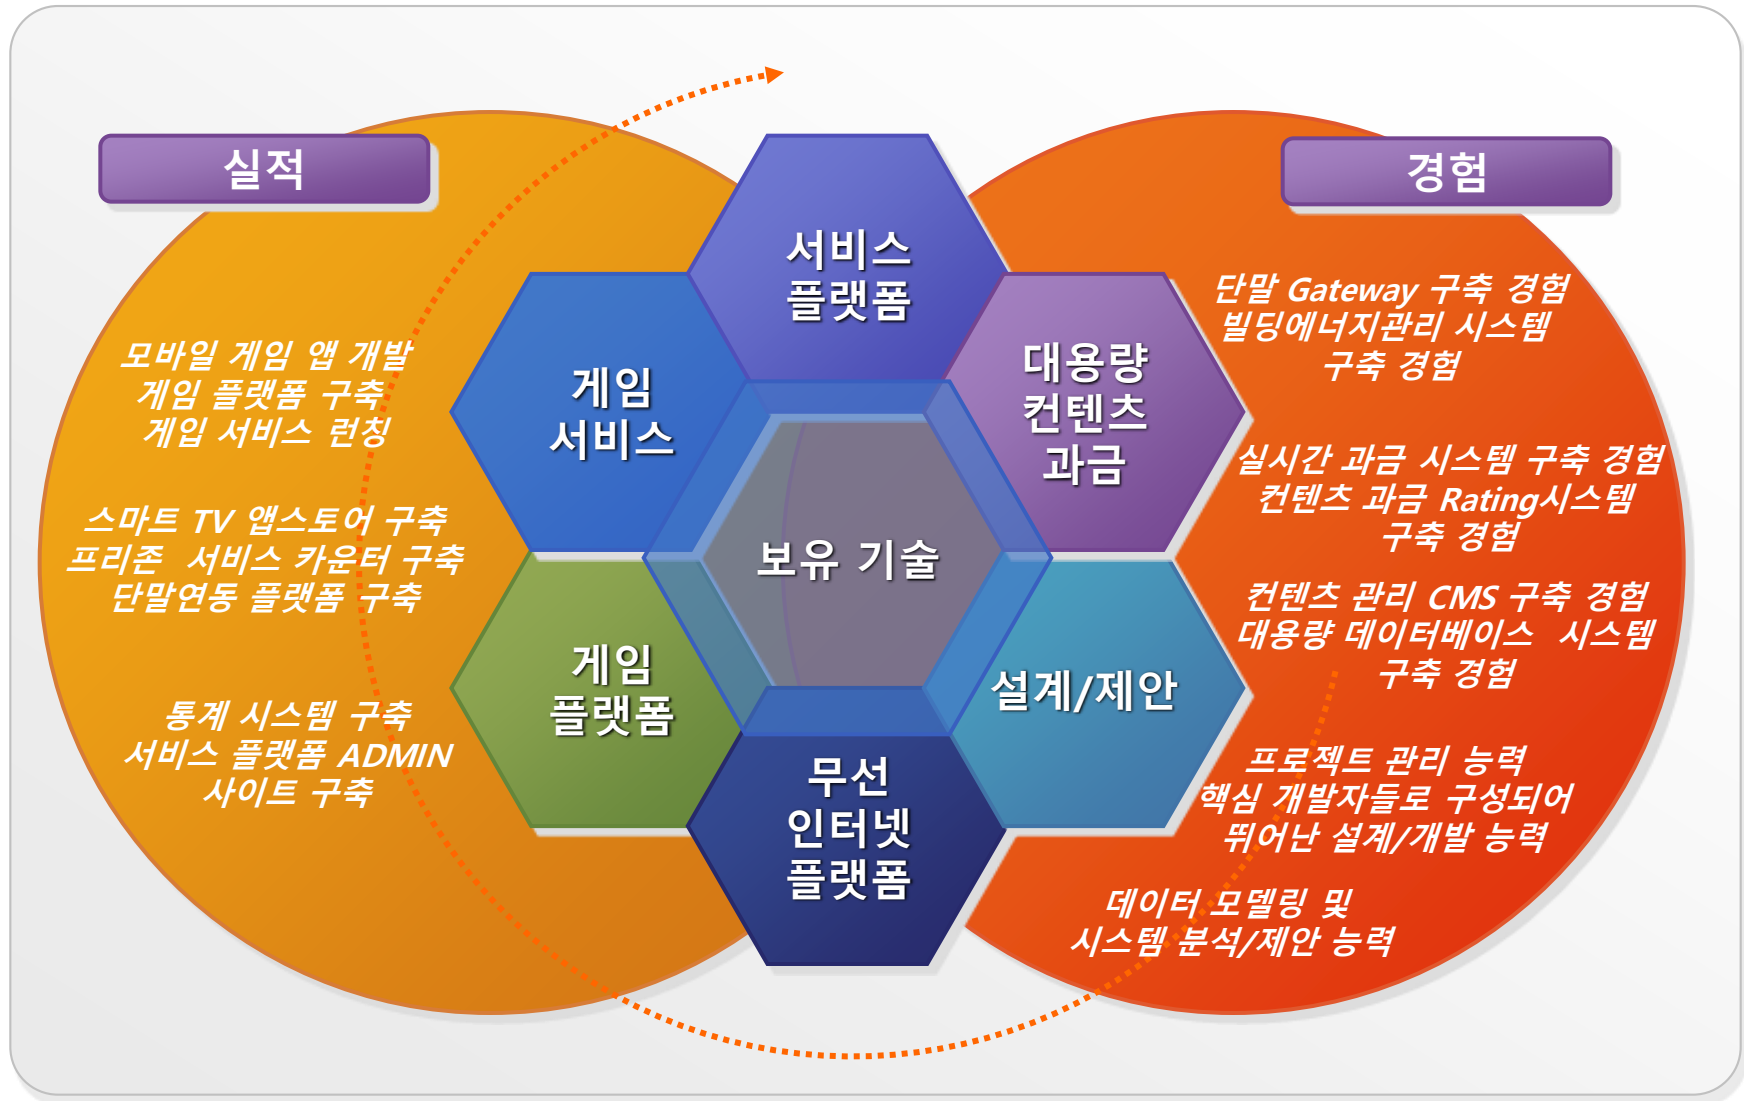 실적
모바일 게임 앱 개발
게임 플랫폼 구축
게입 서비스 런칭
스마트 TV 앱스토어 구축
프리존 서비스 카운터 구축
단말연동 플랫폼 구축
통계 시스템 구축
서비스 플랫폼 ADMIN
사이트 구축
서비스
플랫폼
게임
서비스
대용량
컨텐츠
과금
보유 기술
게임
플랫폼
설계/제안
무선
인터넷
플랫폼
경험
단말 Gateway 구축 경험
빌딩에너지관리 시스템
구축 경험
실시간 과금 시스템 구축 경험
컨텐츠 과금 Rating시스템
구축 경험
컨텐츠 관리 CMS 구축 경험
대용량 데이터베이스 시스템
구축 경험
프로젝트 관리 능력
핵심 개발자들로 구성되어
뛰어난 설계/개발 능력
데이터 모델링 및
시스템 분석/제안 능력